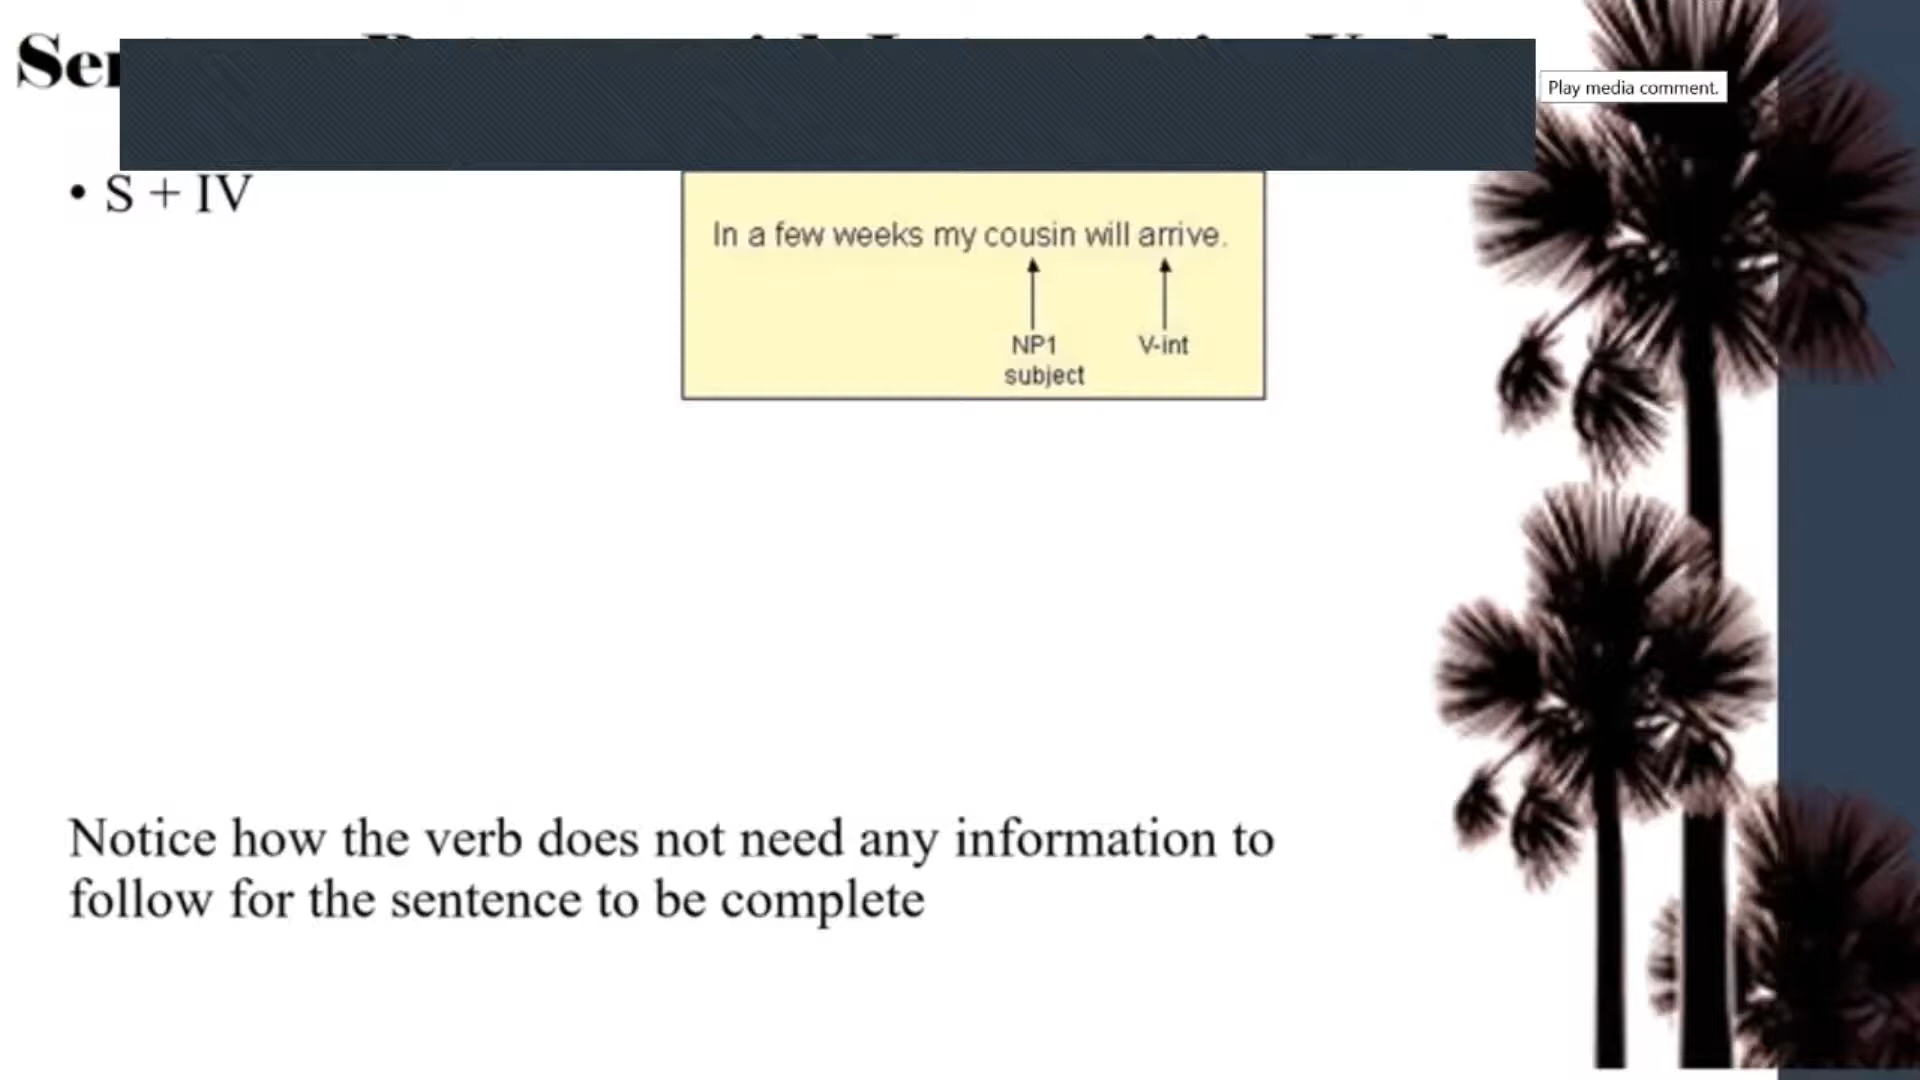 Play media comment.
• S + IV
In a few weeks my cousin will arrive.
NP1 V-int
subject
Notice how the verb does not need any information to
follow for the sentence to be complete